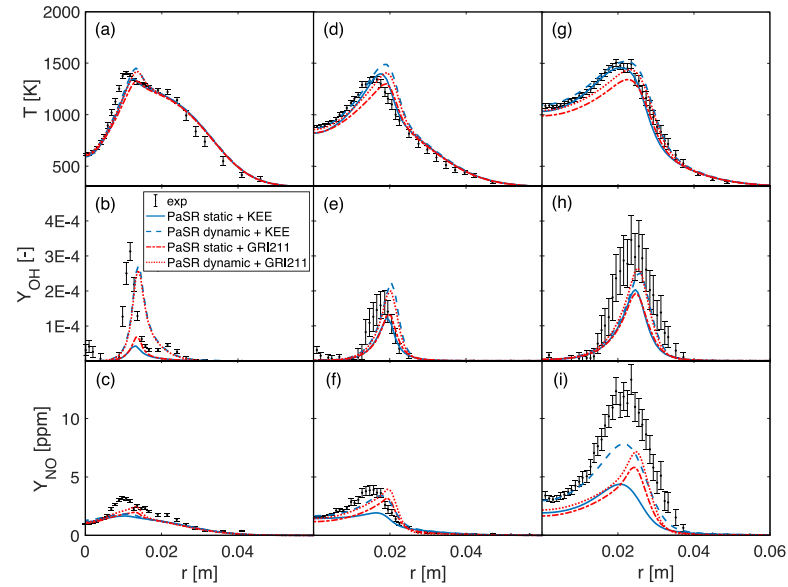 (a) (d) (g)
2000
1500
1000
500
T [K]
(b) (e) (h)
exp
PaSR static + KEE
PaSR dynamic + KEE
PaSR static + GRI211
PaSR dynamic + GRI211
4E-4
3E-4
2E-4
1E-4
Y_OH [-]
(c) (f) (i)
10
5
0
Y_NO [ppm]
0 0.02 0.04 0.02 0.04 0.02 0.04 0.06
r [m] r [m] r [m]